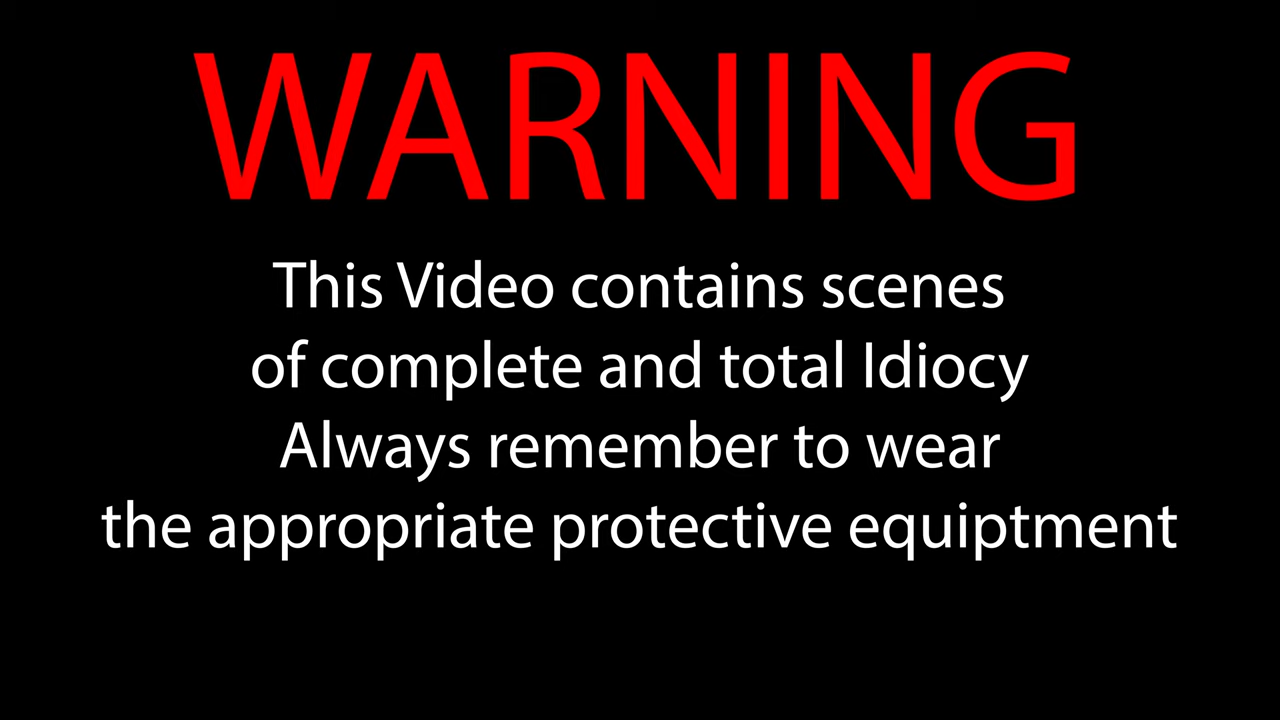 WARNING
This Video contains scenes
of complete and total Idiocy
Always remember to wear
the appropriate protective equiptment